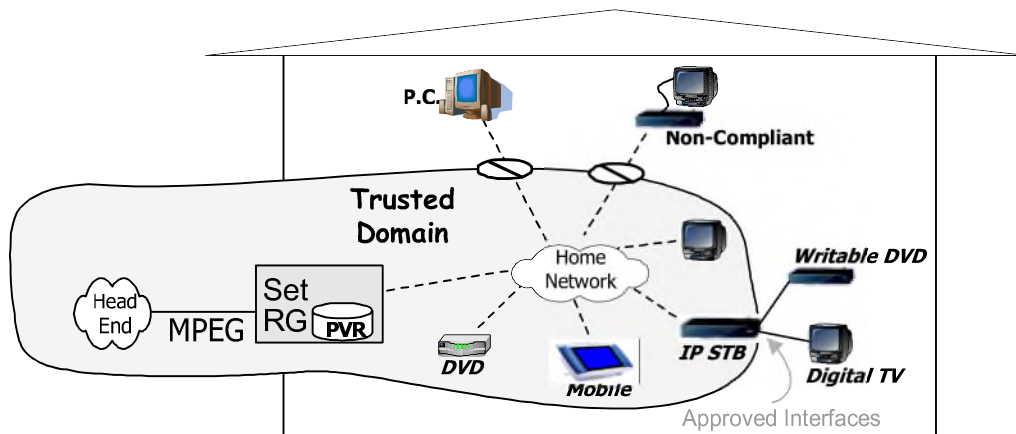 P.C.
Non-Compliant
Trusted
Domain
Home
Network
Writable DVD
Head
End
MPEG
Set
RG
PVR
DVD
Mobile
IP STB
Digital TV
Approved Interfaces